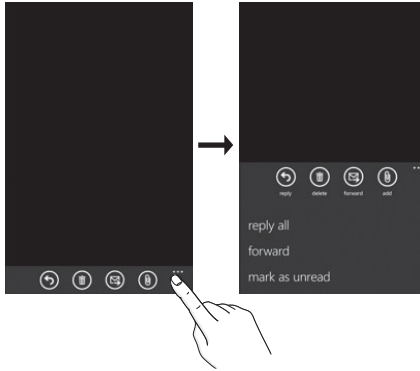 reply delete forward add
reply all
forward
mark as unread